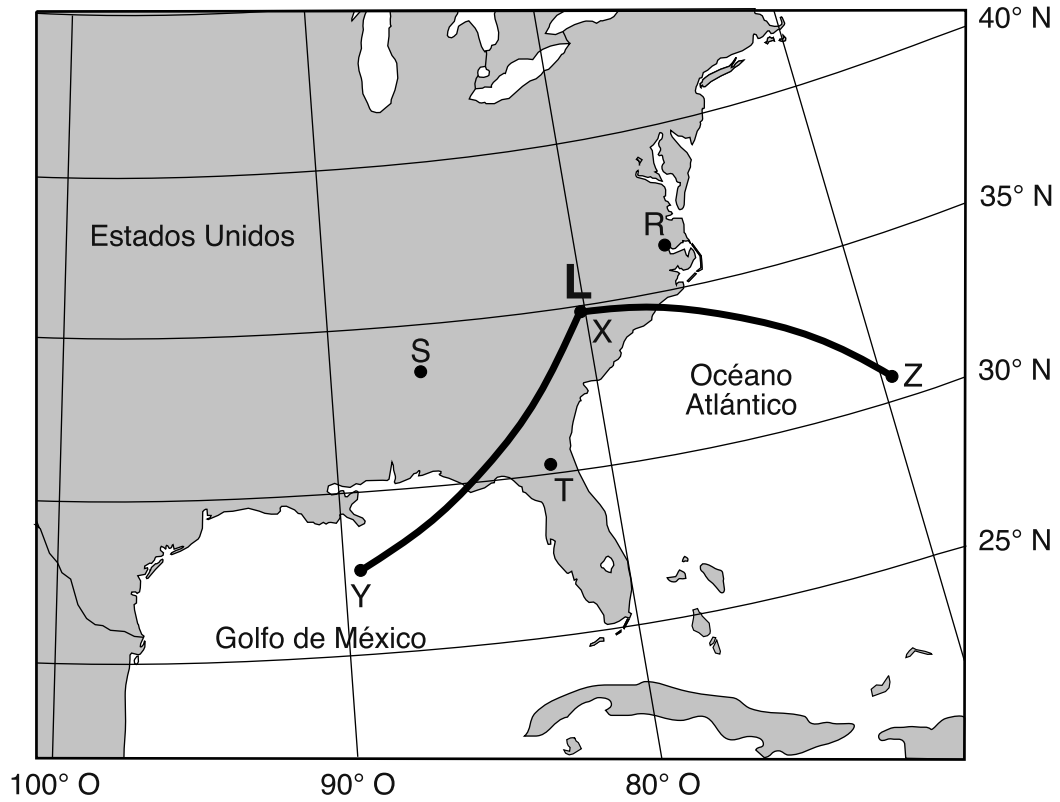 40° N
35° N
Estados Unidos
R
L
X
S
30° N
Océano
Atlántico
Z
T
25° N
Y
Golfo de México
100° O
90° O
80° O